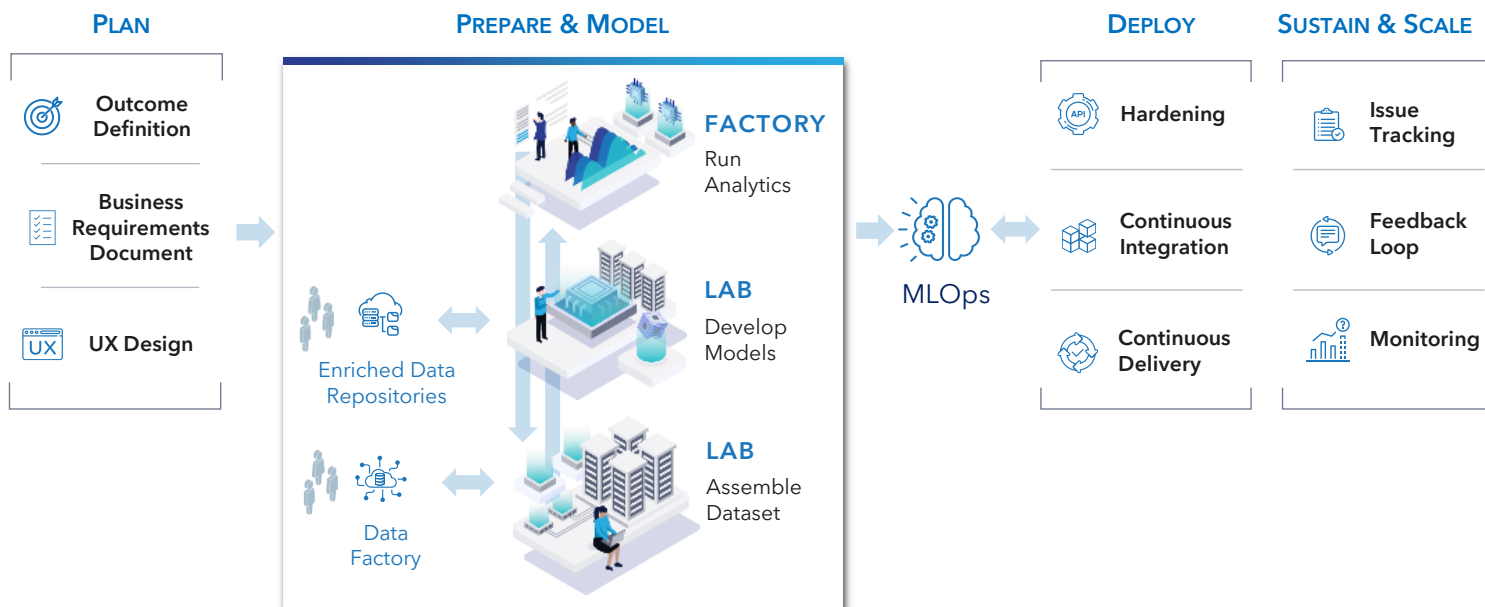 PLAN
Outcome
Definition
Business
Requirements
Document
UX
UX Design
PREPARE & MODEL
FACTORY
Run
Analytics
LAB
Develop
Models
Enriched Data
Repositories
LAB
Assemble
Dataset
Data
Factory
MLOps
DEPLOY
API
Hardening
Continuous
Integration
Continuous
Delivery
SUSTAIN & SCALE
Issue
Tracking
Feedback
Loop
?
Monitoring